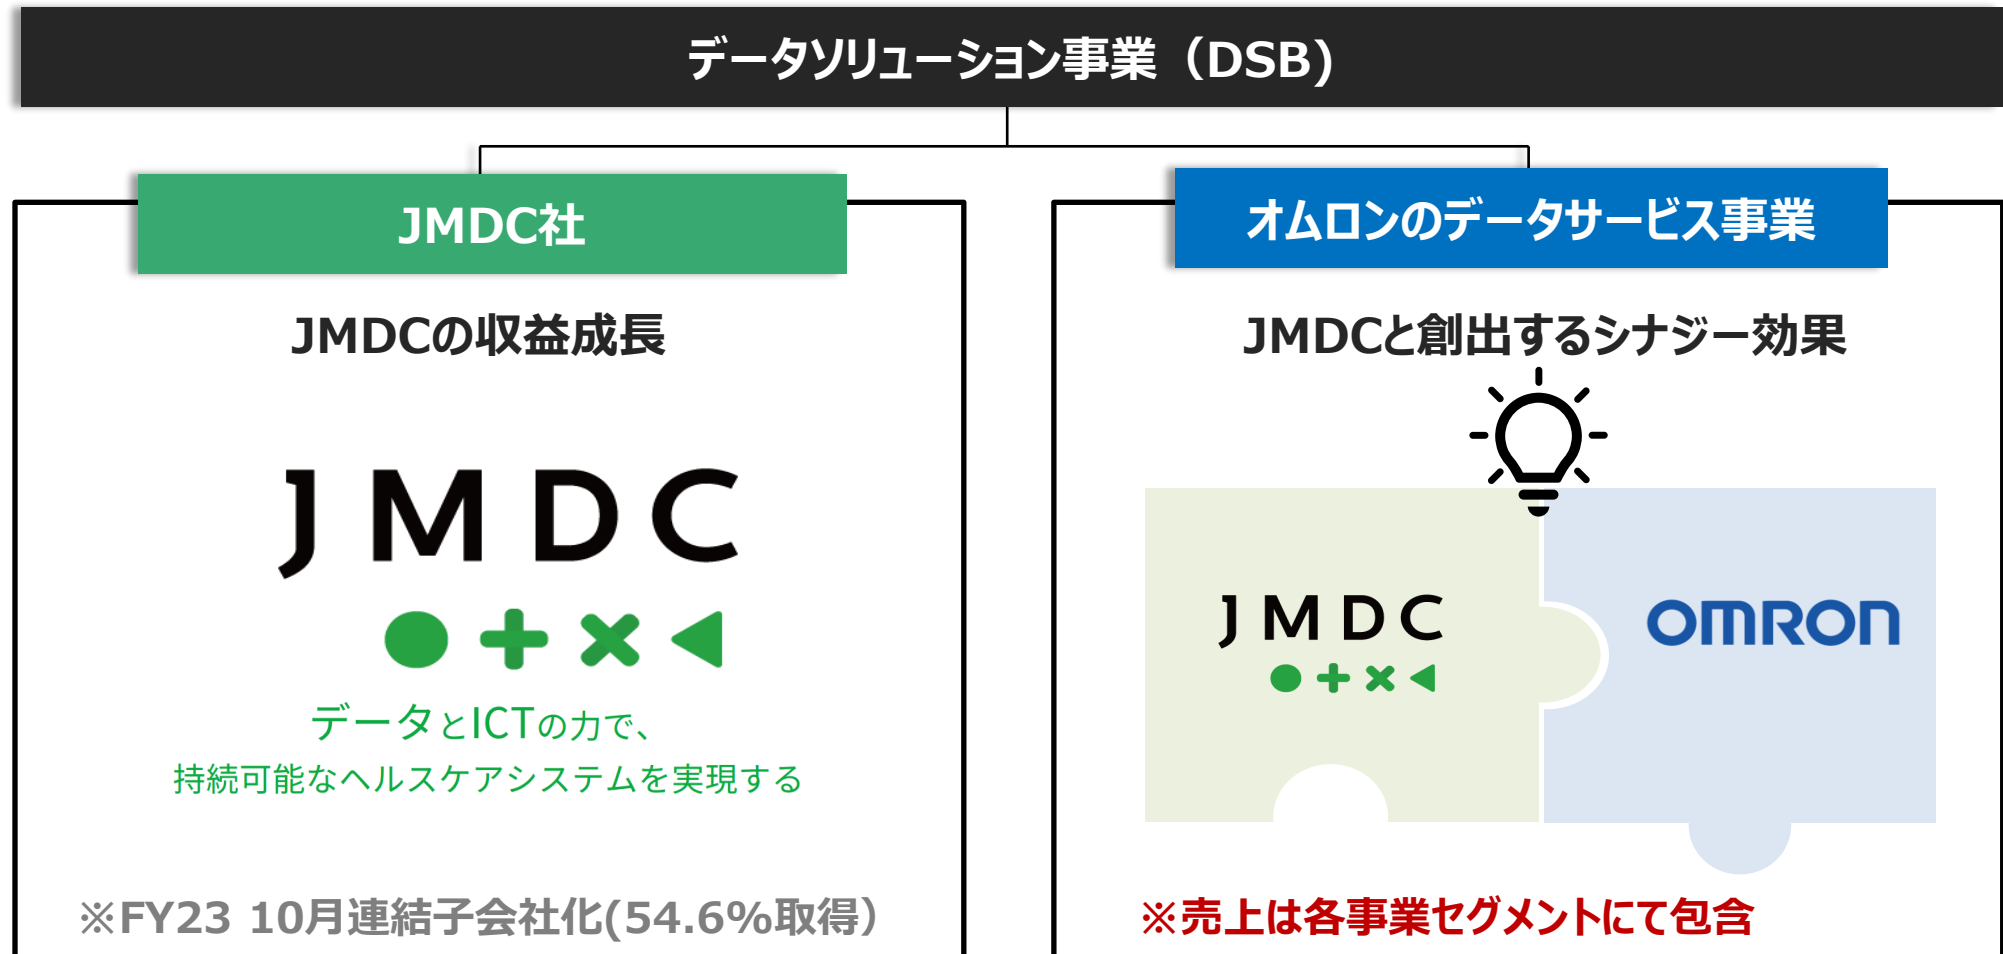 データソリューション事業（DSB)
JMDC社
JMDCの収益成長
JMDC
データとICTの力で、
持続可能なヘルスケアシステムを実現する
※FY23 10月連結子会社化(54.6%取得）
オムロンのデータサービス事業
JMDCと創出するシナジー効果
JMDC
OMRON
※売上は各事業セグメントにて包含